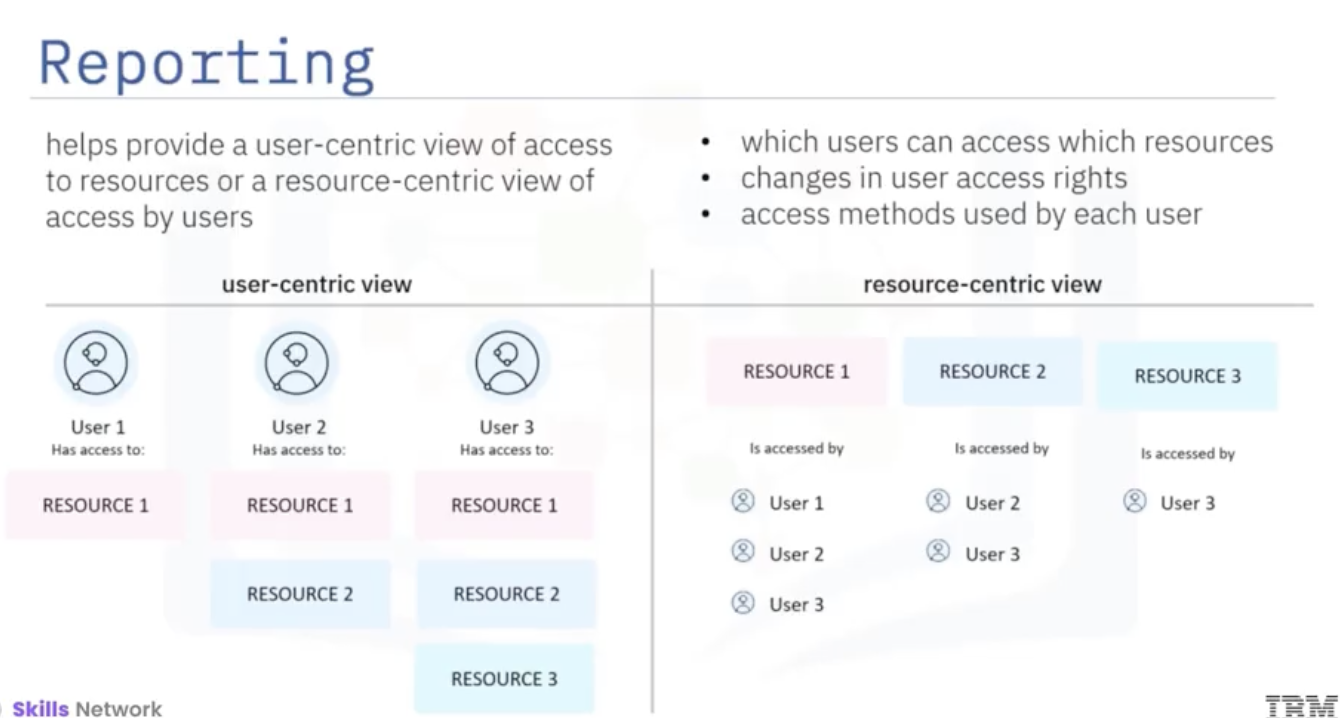 Reporting
helps provide a user-centric view of access
to resources or a resource-centric view of
access by users
• which users can access which resources
• changes in user access rights
• access methods used by each user
user-centric view
User 1
Has access to:
RESOURCE 1
User 2
Has access to:
RESOURCE 1
RESOURCE 2
User 3
Has access to:
RESOURCE 1
RESOURCE 2
RESOURCE 3
resource-centric view
RESOURCE 1
Is accessed by
User 1
User 2
User 3
RESOURCE 2
Is accessed by
User 2
User 3
RESOURCE 3
Is accessed by
User 3
Skills Network
IBM